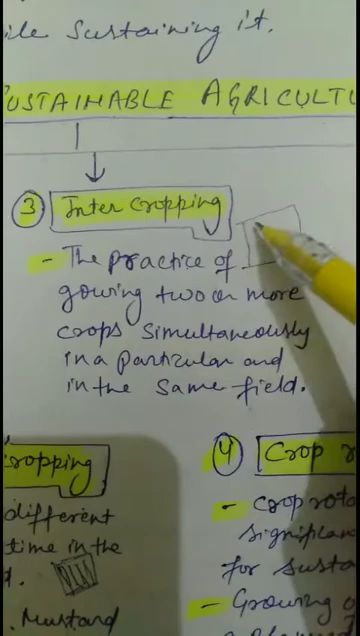 ile Sustaining it.
USTAINABLE AGRICULTU
3 Inter Cropping
- The practice of
gowing two or more
crops Simultaneously
in a particular and
in the Same field.
ropping
different
time in the
. Mustard
4 Crop r
- Crop rota
significan
for susta
- Growing o